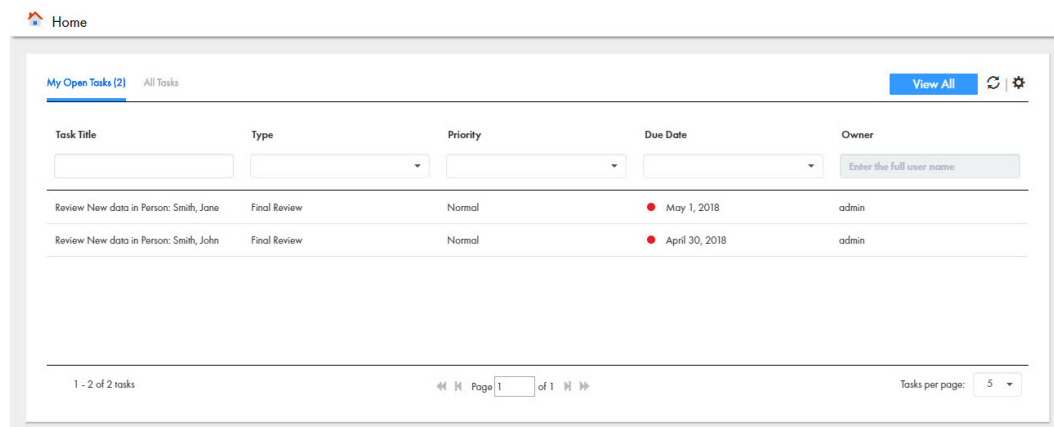 Home
My Open Tasks (2) All Tasks View All
Task Title Type Priority Due Date Owner
Enter the full user name
Review New data in Person: Smith, Jane Final Review Normal May 1, 2018 admin
Review New data in Person: Smith, John Final Review Normal April 30, 2018 admin
1 - 2 of 2 tasks Page 1 of 1 Tasks per page: 5